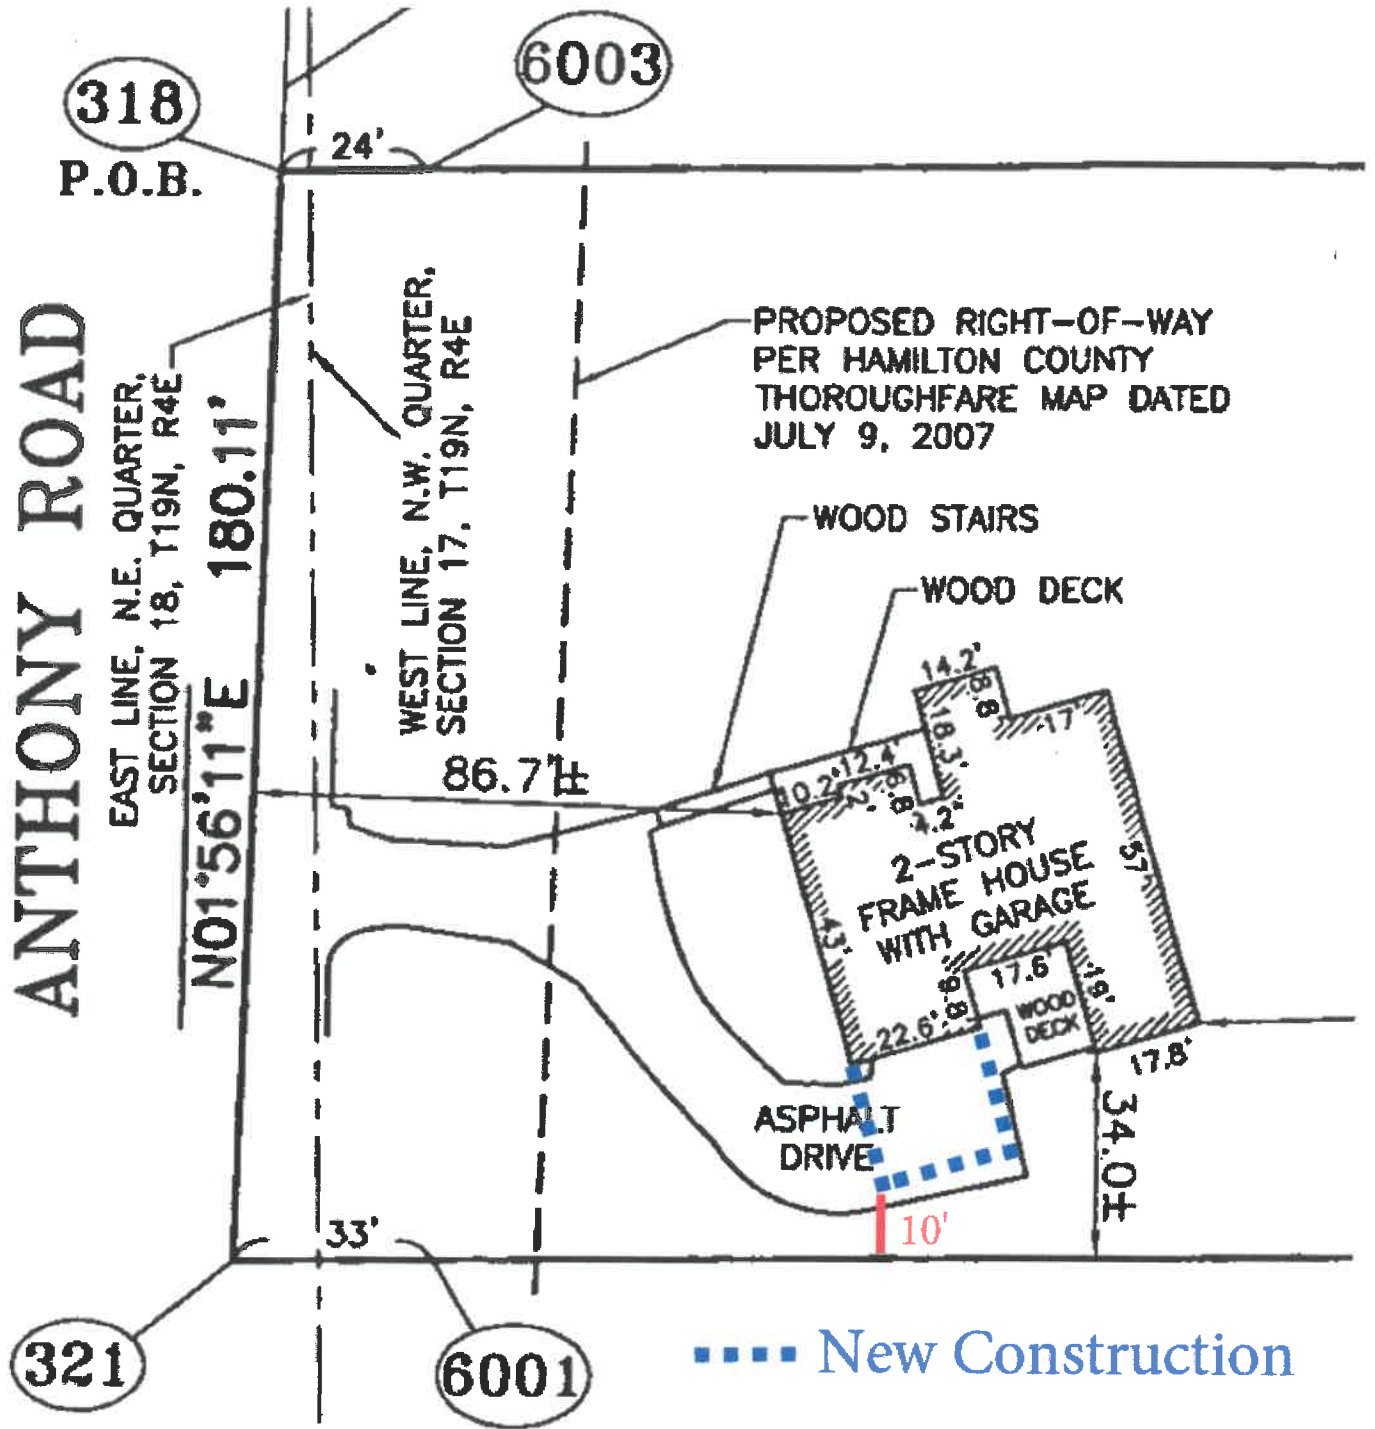 318
P.O.B.
6003
24'
ANTHONY ROAD
EAST LINE, N.E. QUARTER,
SECTION 18, T19N, R4E
N01°56'11"E 180.11'
WEST LINE, N.W. QUARTER,
SECTION 17, T19N, R4E
PROPOSED RIGHT-OF-WAY
PER HAMILTON COUNTY
THOROUGHFARE MAP DATED
JULY 9, 2007
WOOD STAIRS
WOOD DECK
14.2'
8.8
17'
18.3'
86.7'±
12.4'
10.2'
4.2'
2-STORY
FRAME HOUSE
WITH GARAGE
57'
43'
17.6'
9.8'
19'
WOOD
DECK
22.6'
17.8'
ASPHALT
DRIVE
34.0±
10'
33'
321
6001
New Construction